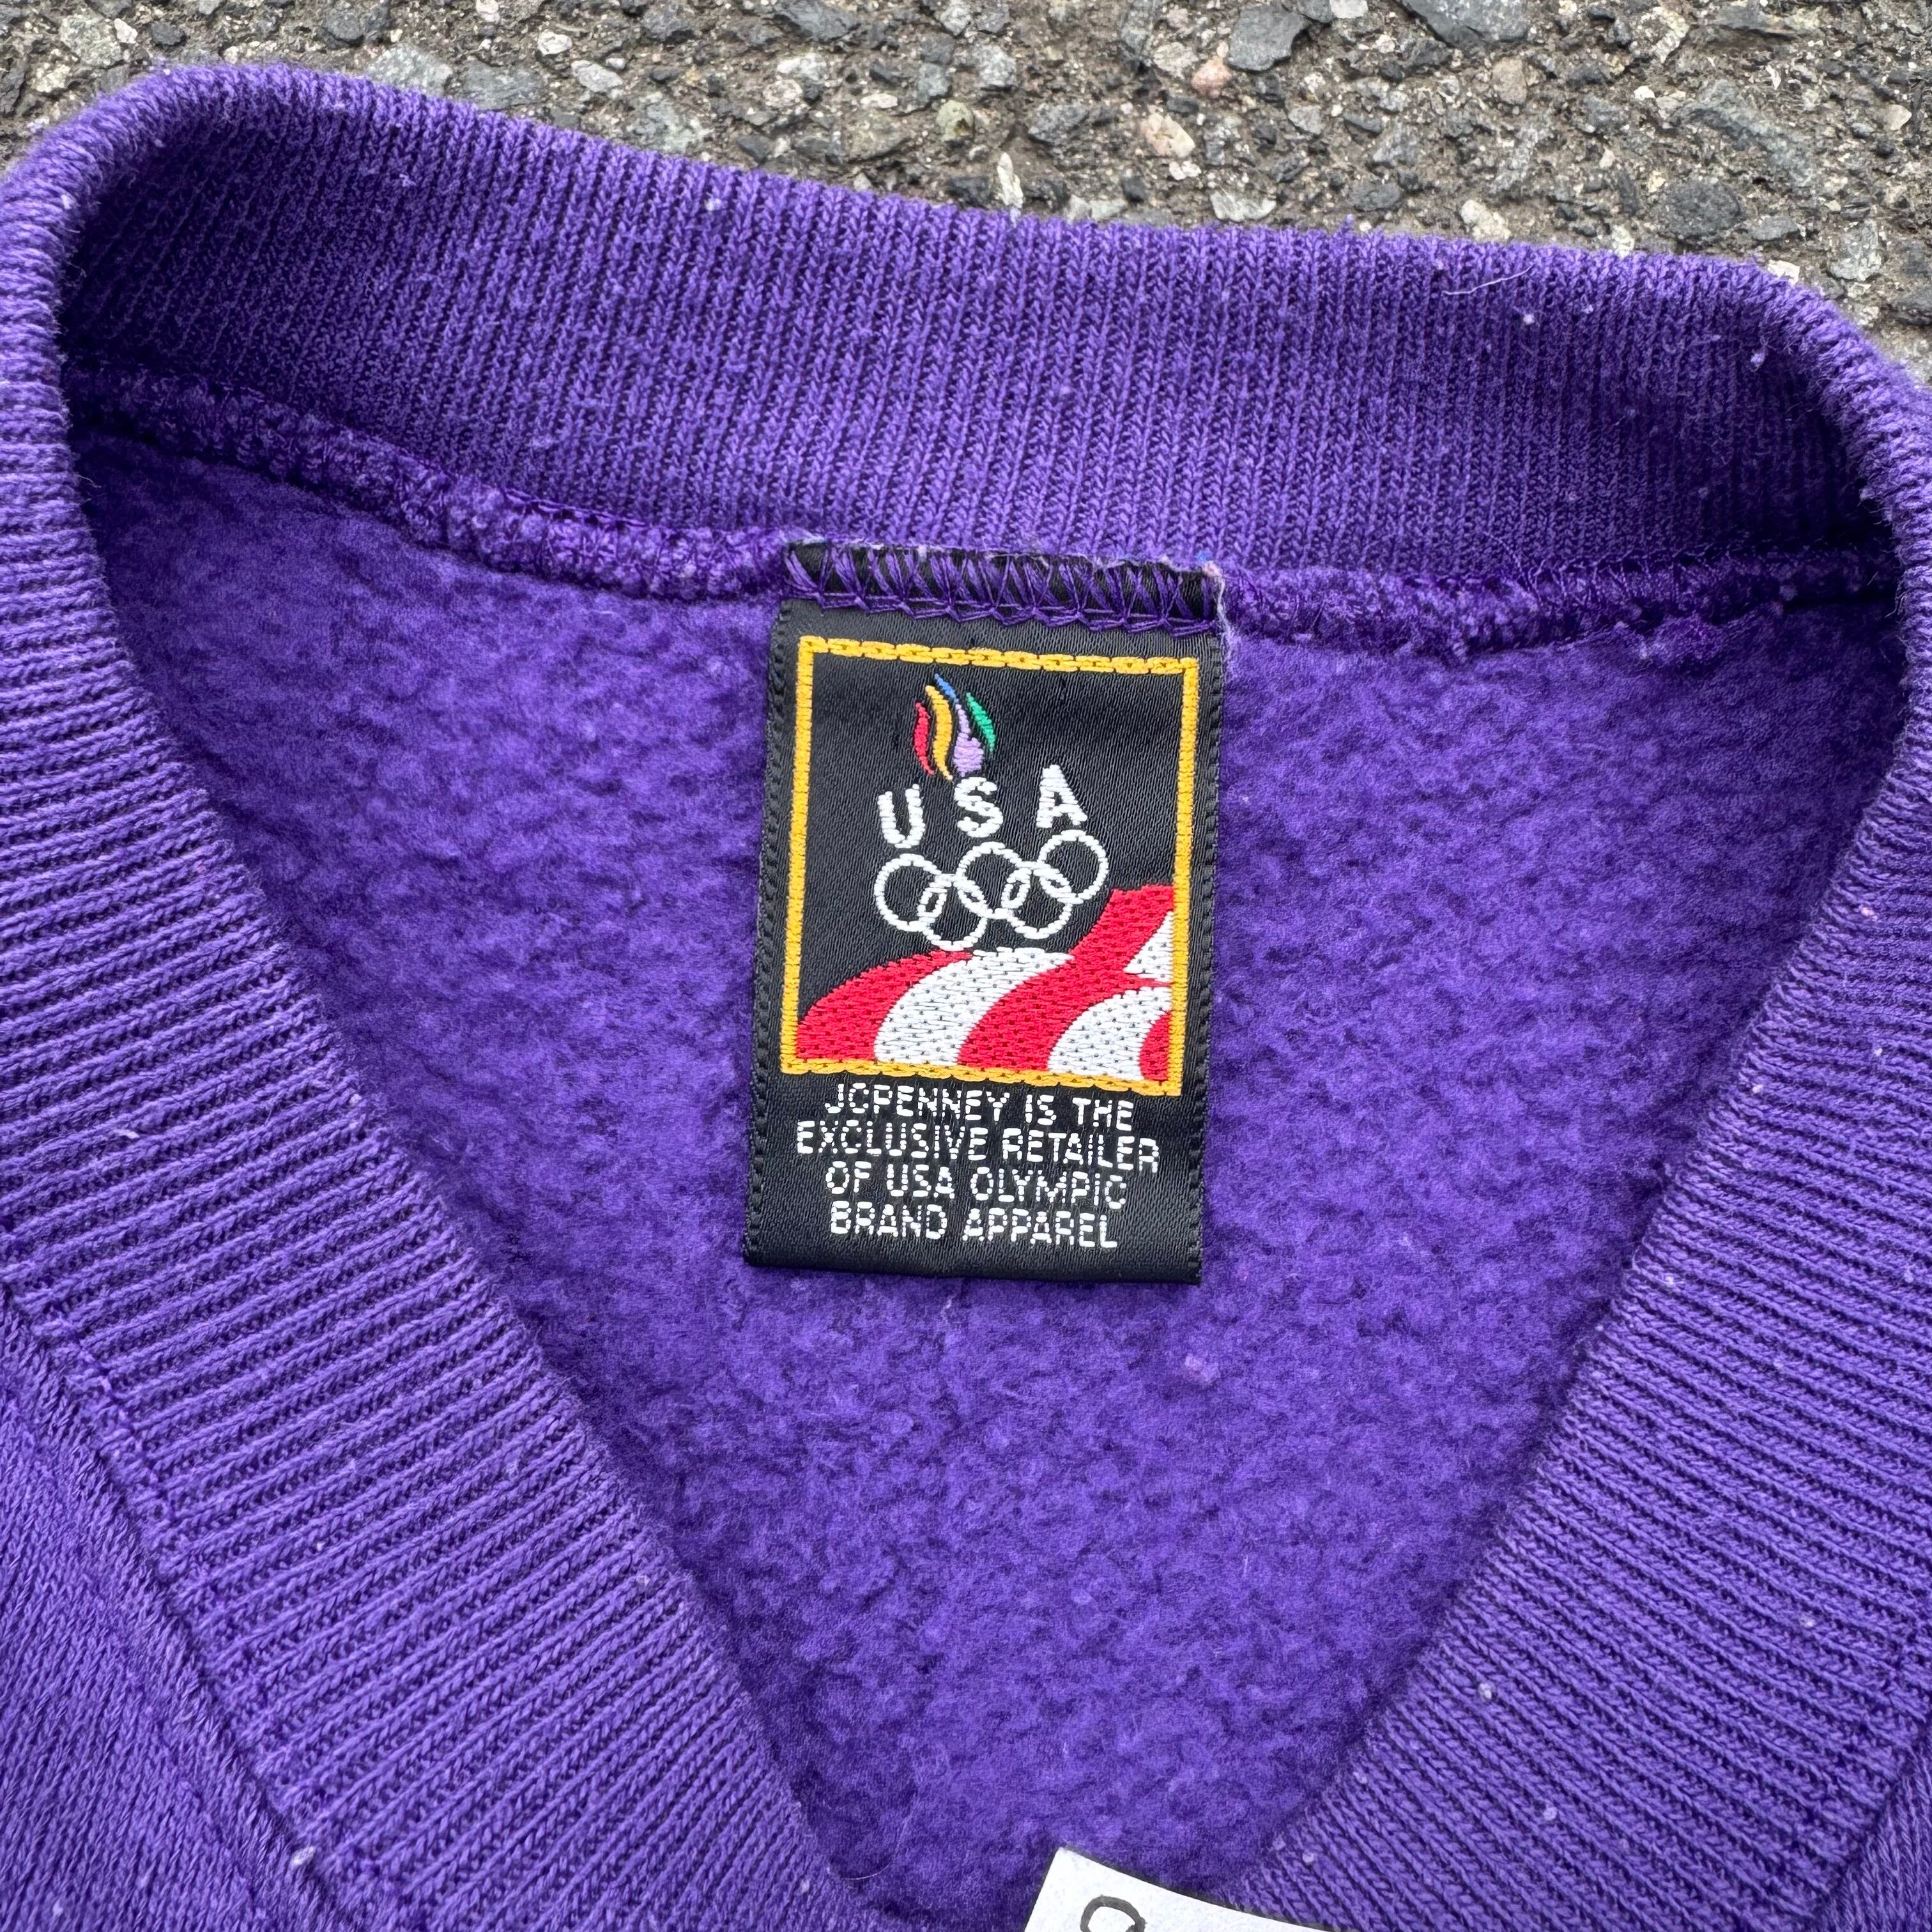 USA
JCPENNEY IS THE
EXCLUSIVE RETAILER
OF USA OLYMPIC
BRAND APPAREL